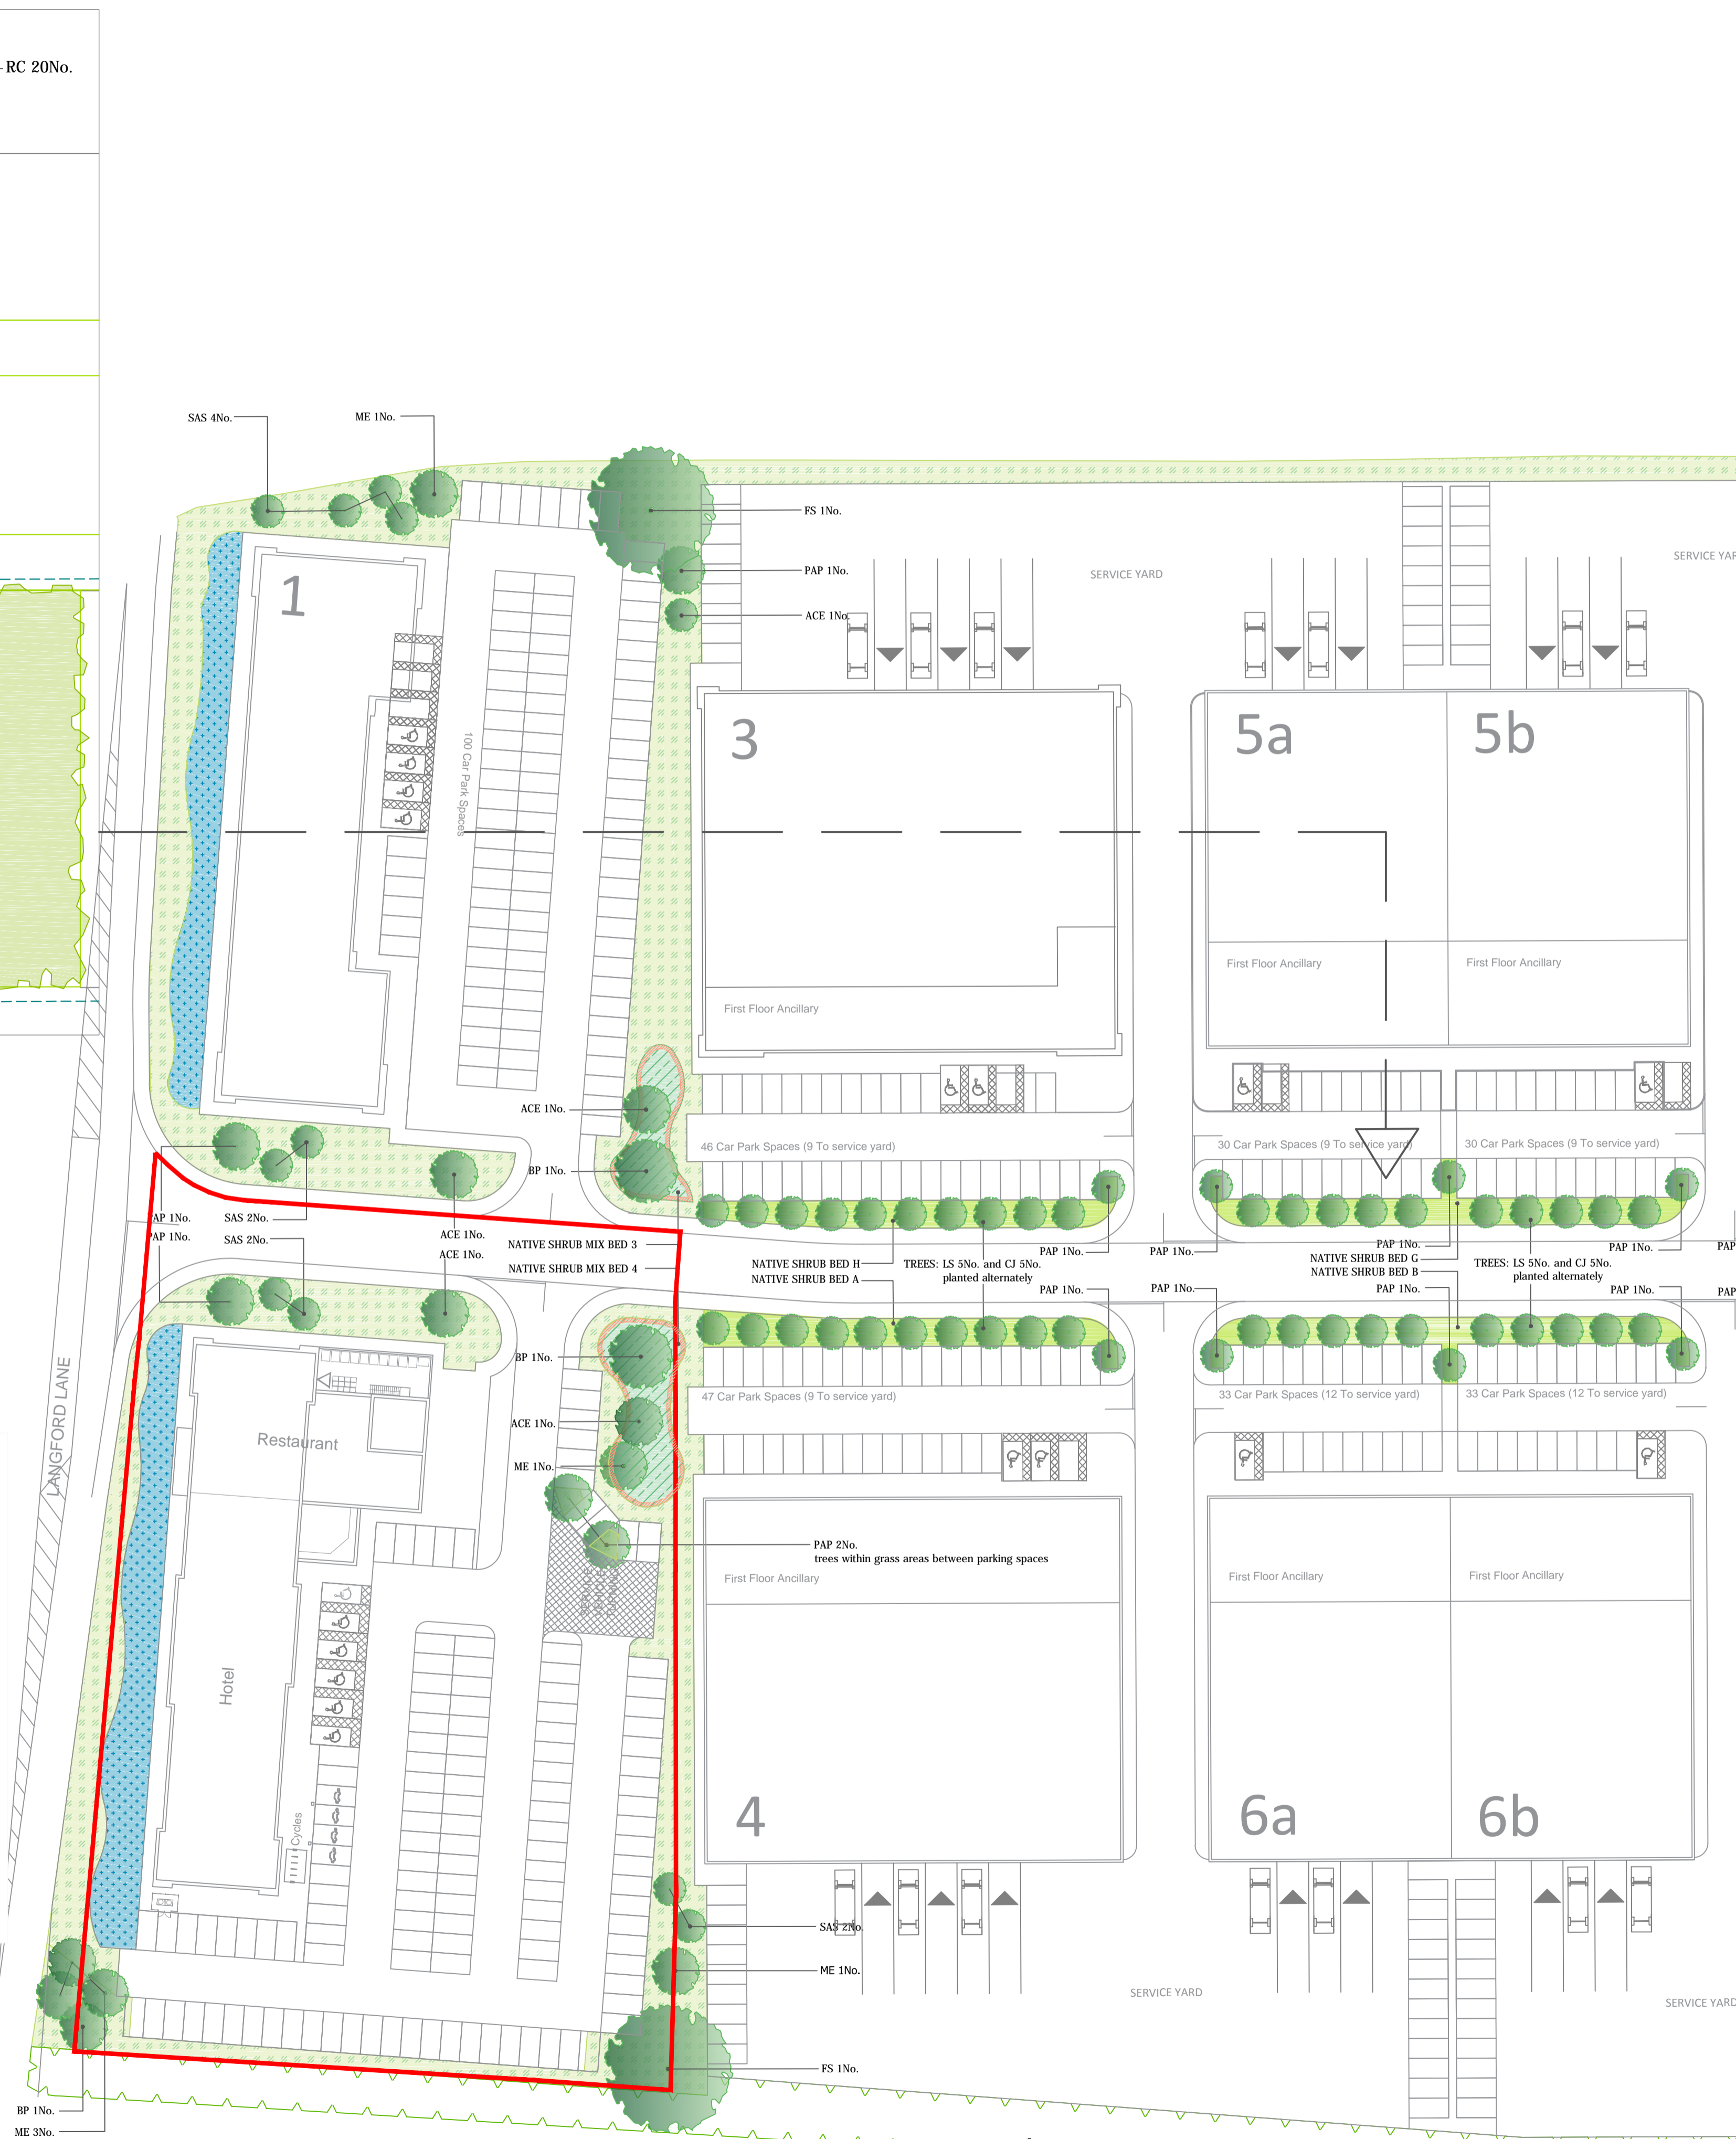 RC 20No.
SAS 4No.
ME 1No.
FS 1No.
PAP 1No.
ACE 1No.
SERVICE YARD
SERVICE YAR
1
100 Car Park Spaces
3
5a
5b
First Floor Ancillary
First Floor Ancillary
First Floor Ancillary
ACE 1No.
BP 1No.
46 Car Park Spaces (9 To service yard)
30 Car Park Spaces (9 To service yard)
30 Car Park Spaces (9 To service yard)
PAP 1No.
SAS 2No.
ACE 1No.
PAP 1No.
SAS 2No.
ACE 1No.
NATIVE SHRUB MIX BED 3
NATIVE SHRUB MIX BED 4
NATIVE SHRUB BED H
NATIVE SHRUB BED A
TREES: LS 5No. and CJ 5No.
planted alternately
PAP 1No.
PAP 1No.
PAP 1No.
PAP 1No.
PAP 1No.
NATIVE SHRUB BED G
NATIVE SHRUB BED B
PAP 1No.
TREES: LS 5No. and CJ 5No.
planted alternately
PAP 1No.
PAP 1No.
PAP
PAP
LANGFORD LANE
BP 1No.
ACE 1No.
ME 1No.
47 Car Park Spaces (9 To service yard)
33 Car Park Spaces (12 To service yard)
33 Car Park Spaces (12 To service yard)
Restaurant
PAP 2No.
trees within grass areas between parking spaces
First Floor Ancillary
First Floor Ancillary
First Floor Ancillary
Hotel
Cycles
4
6a
6b
SAS 2No.
ME 1No.
SERVICE YARD
SERVICE YARD
FS 1No.
BP 1No.
ME 3No.